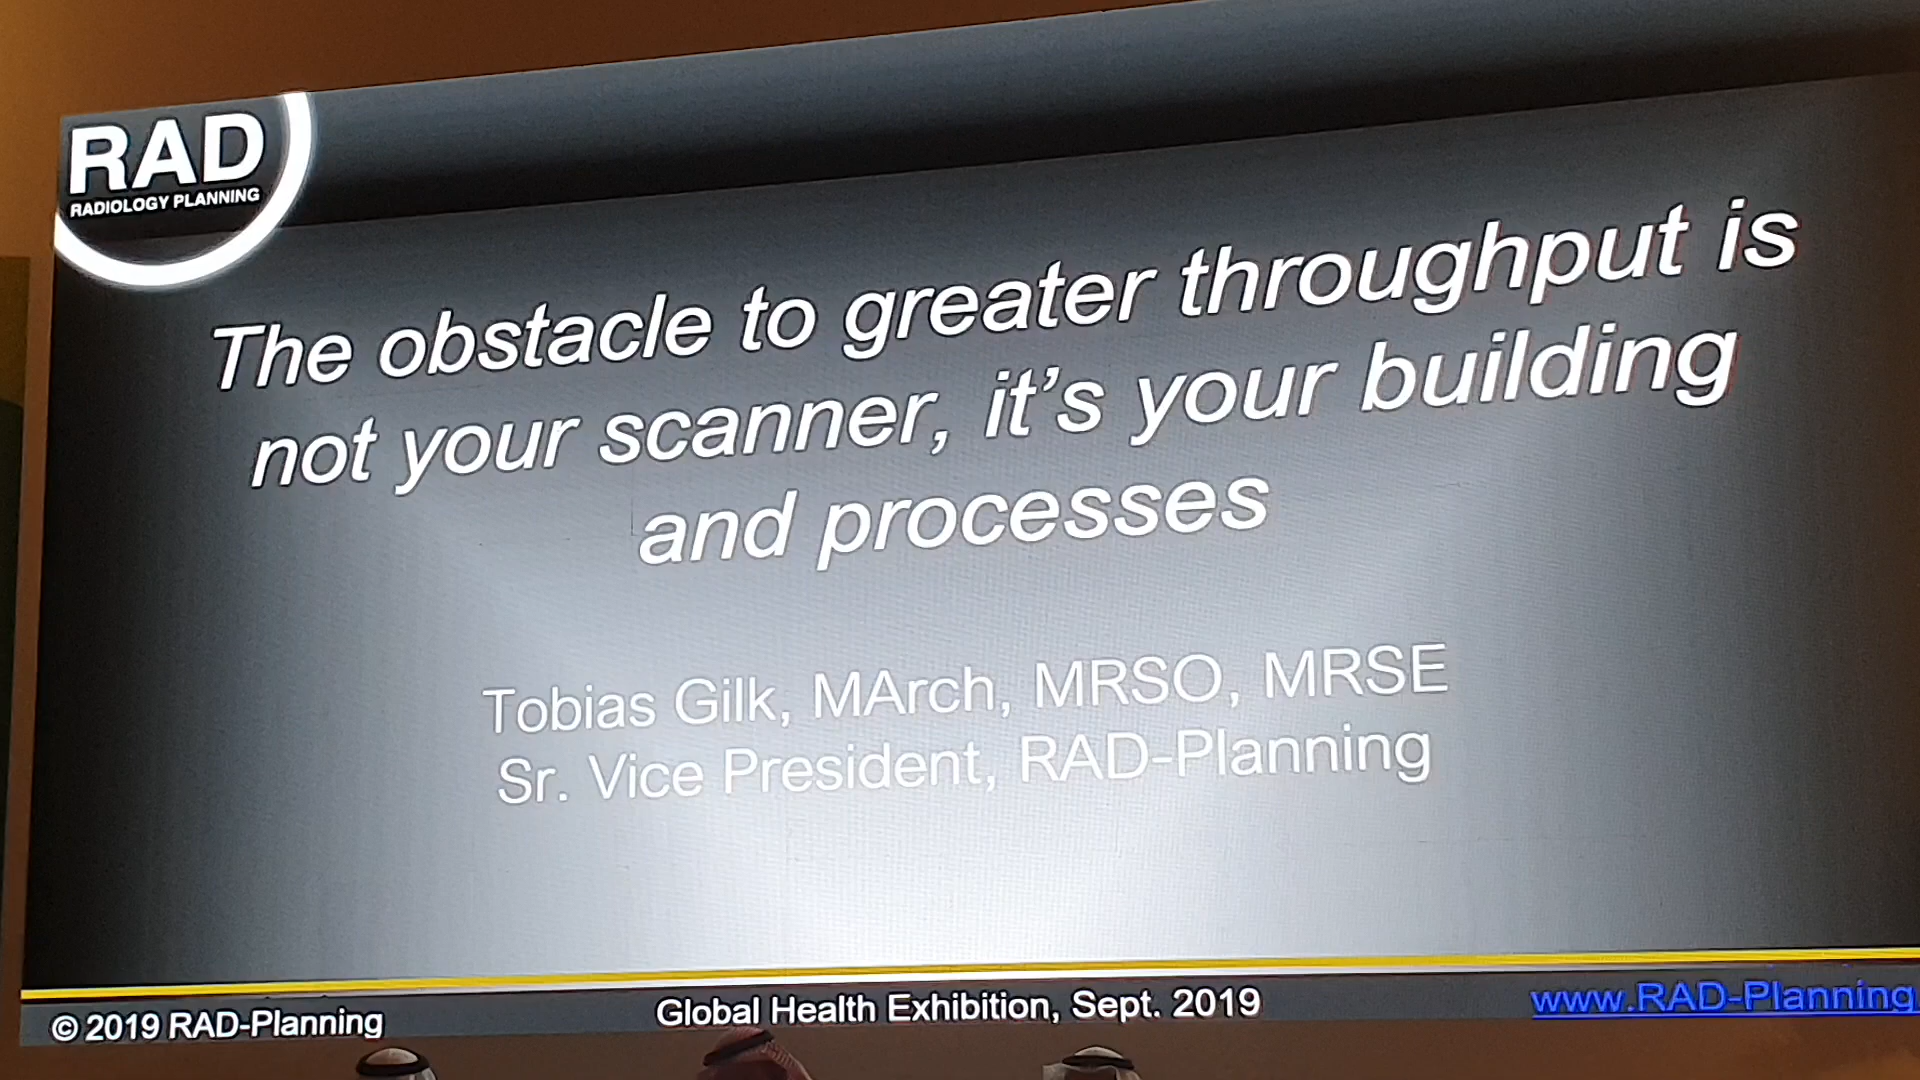 RAD
RADIOLOGY PLANNING
The obstacle to greater throughput is
not your scanner, it's your building
and processes
Tobias Gilk, MArch, MRSO, MRSE
Sr. Vice President, RAD-Planning
© 2019 RAD-Planning
Global Health Exhibition, Sept. 2019
www.RAD-Planning